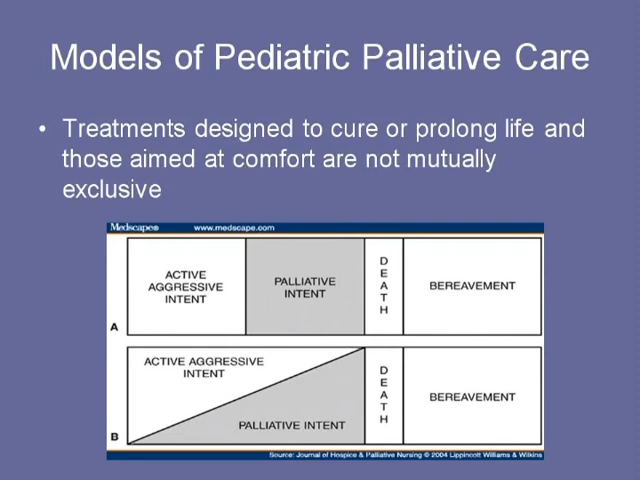 Models of Pediatric Palliative Care
• Treatments designed to cure or prolong life and
those aimed at comfort are not mutually
exclusive
Medscape® www.medscape.com
ACTIVE
AGGRESSIVE
INTENT
PALLIATIVE
INTENT
D
E
A
T
H
BEREAVEMENT
A
ACTIVE AGGRESSIVE
INTENT
PALLIATIVE INTENT
D
E
A
T
H
BEREAVEMENT
B
Source: Journal of Hospice & Palliative Nursing © 2004 Lippincott Williams & Wilkins